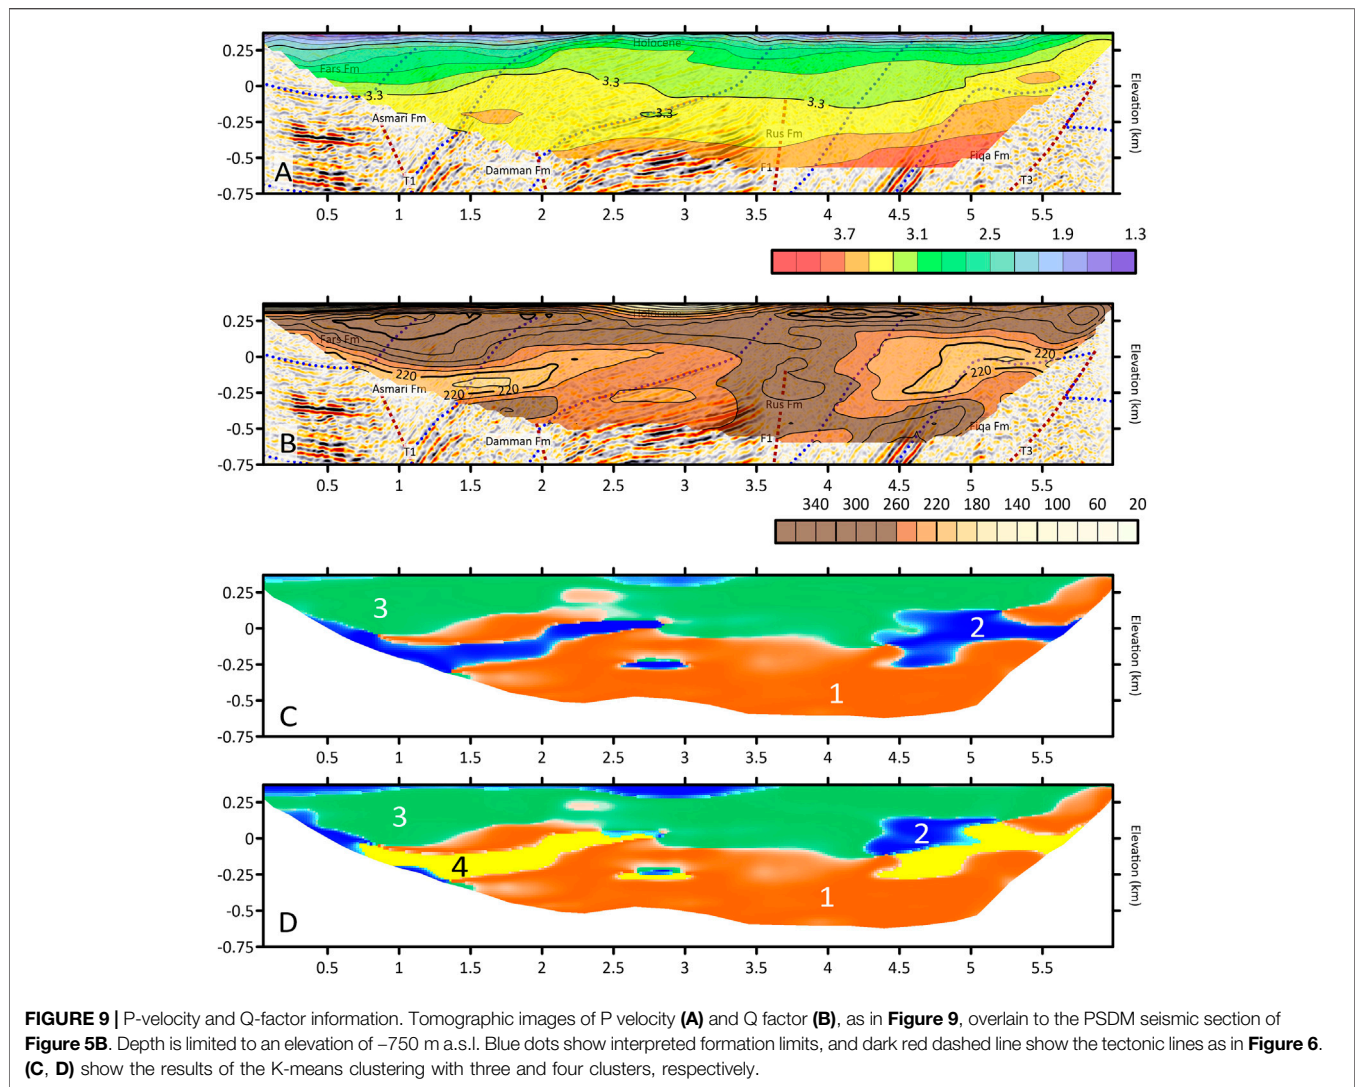 0.25
0
-0.25
-0.5
-0.75
Holocene
Fars Fm
3.3
3.3
3.3
3.3
Asmari Fm
Rus Fm
Damman Fm
Fiqa Fm
F1
T1
T3
A
Elevation (km)
0.5 1 1.5 2 2.5 3 3.5 4 4.5 5 5.5
3.7 3.1 2.5 1.9 1.3
0.25
0
-0.25
-0.5
-0.75
Holocene
Fars Fm
220
220
220
220
220
Asmari Fm
Rus Fm
Damman Fm
Fiqa Fm
F1
T1
T3
B
Elevation (km)
0.5 1 1.5 2 2.5 3 3.5 4 4.5 5 5.5
340 300 260 220 180 140 100 60 20
0.25
0
-0.25
-0.5
-0.75
3
2
1
C
Elevation (km)
0.5 1 1.5 2 2.5 3 3.5 4 4.5 5 5.5
0.25
0
-0.25
-0.5
-0.75
3
2
4
1
D
Elevation (km)
0.5 1 1.5 2 2.5 3 3.5 4 4.5 5 5.5
FIGURE 9 | P-velocity and Q-factor information. Tomographic images of P velocity (A) and Q factor (B), as in Figure 9, overlain to the PSDM seismic section of
Figure 5B. Depth is limited to an elevation of –750 m a.s.l. Blue dots show interpreted formation limits, and dark red dashed line show the tectonic lines as in Figure 6.
(C, D) show the results of the K-means clustering with three and four clusters, respectively.